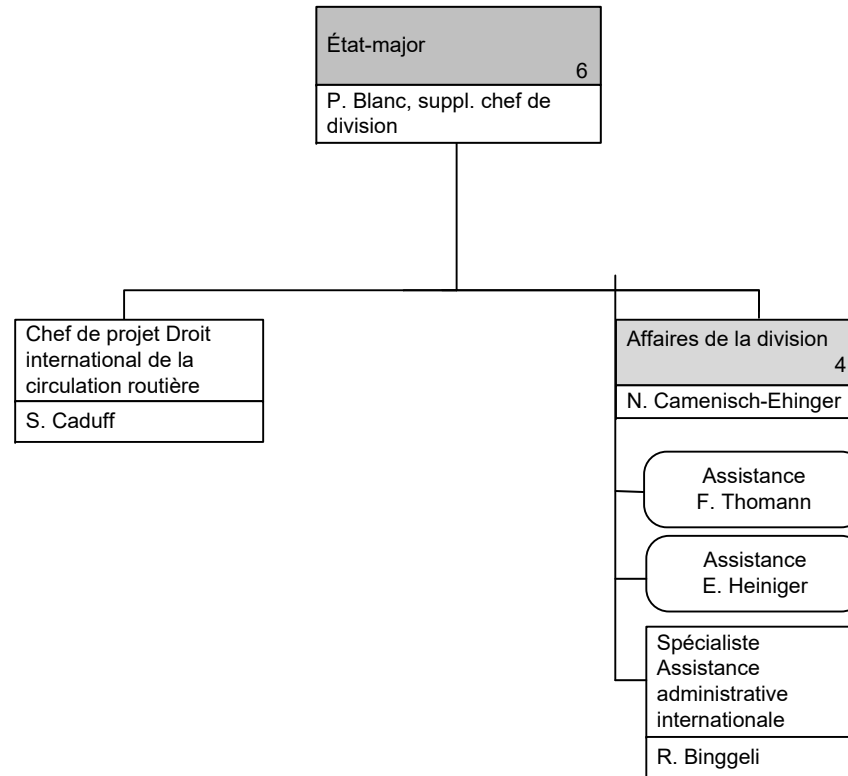 État-major
6
P. Blanc, suppl. chef de
division
Chef de projet Droit
international de la
circulation routière
S. Caduff
Affaires de la division
4
N. Camenisch-Ehinger
Assistance
F. Thomann
Assistance
E. Heiniger
Spécialiste
Assistance
administrative
internationale
R. Binggeli